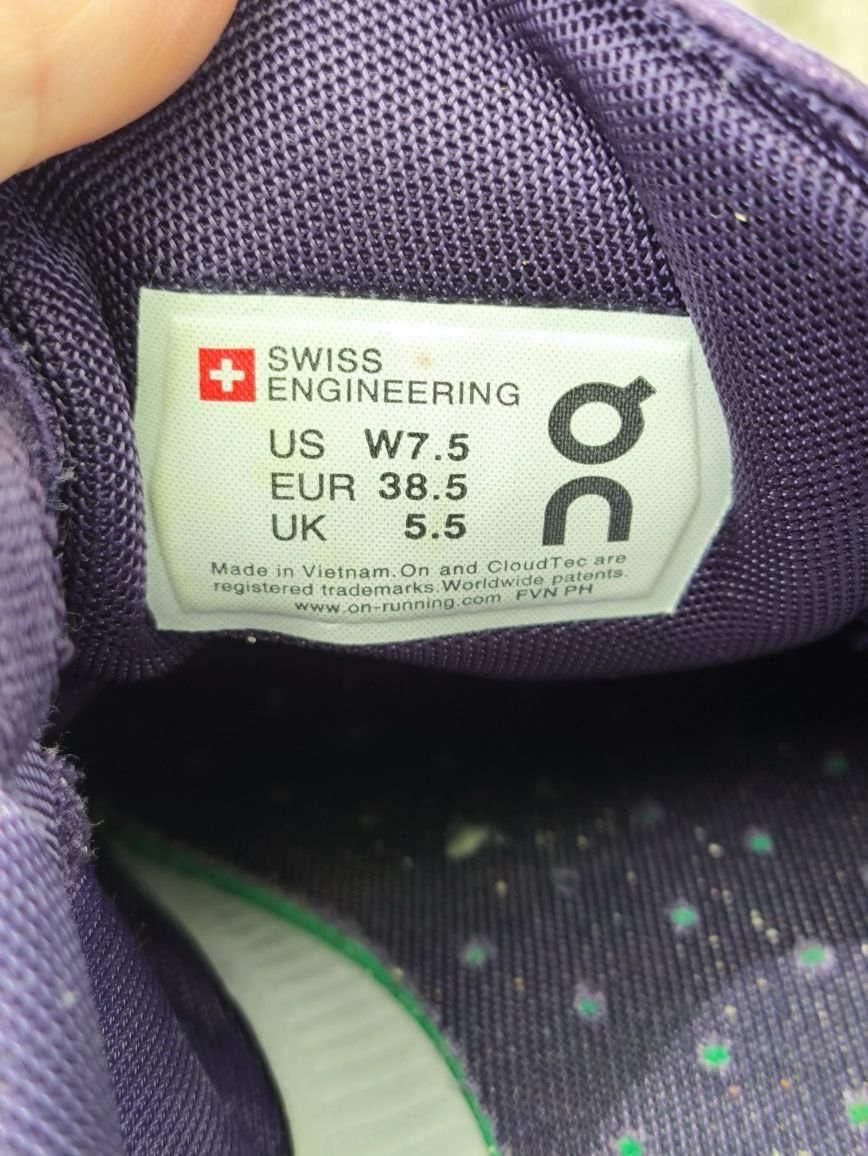 SWISS
ENGINEERING
US W7.5
EUR 38.5
UK 5.5
On
Made in Vietnam. On and CloudTec are
registered trademarks. Worldwide patents.
www.on-running.com FVN PH